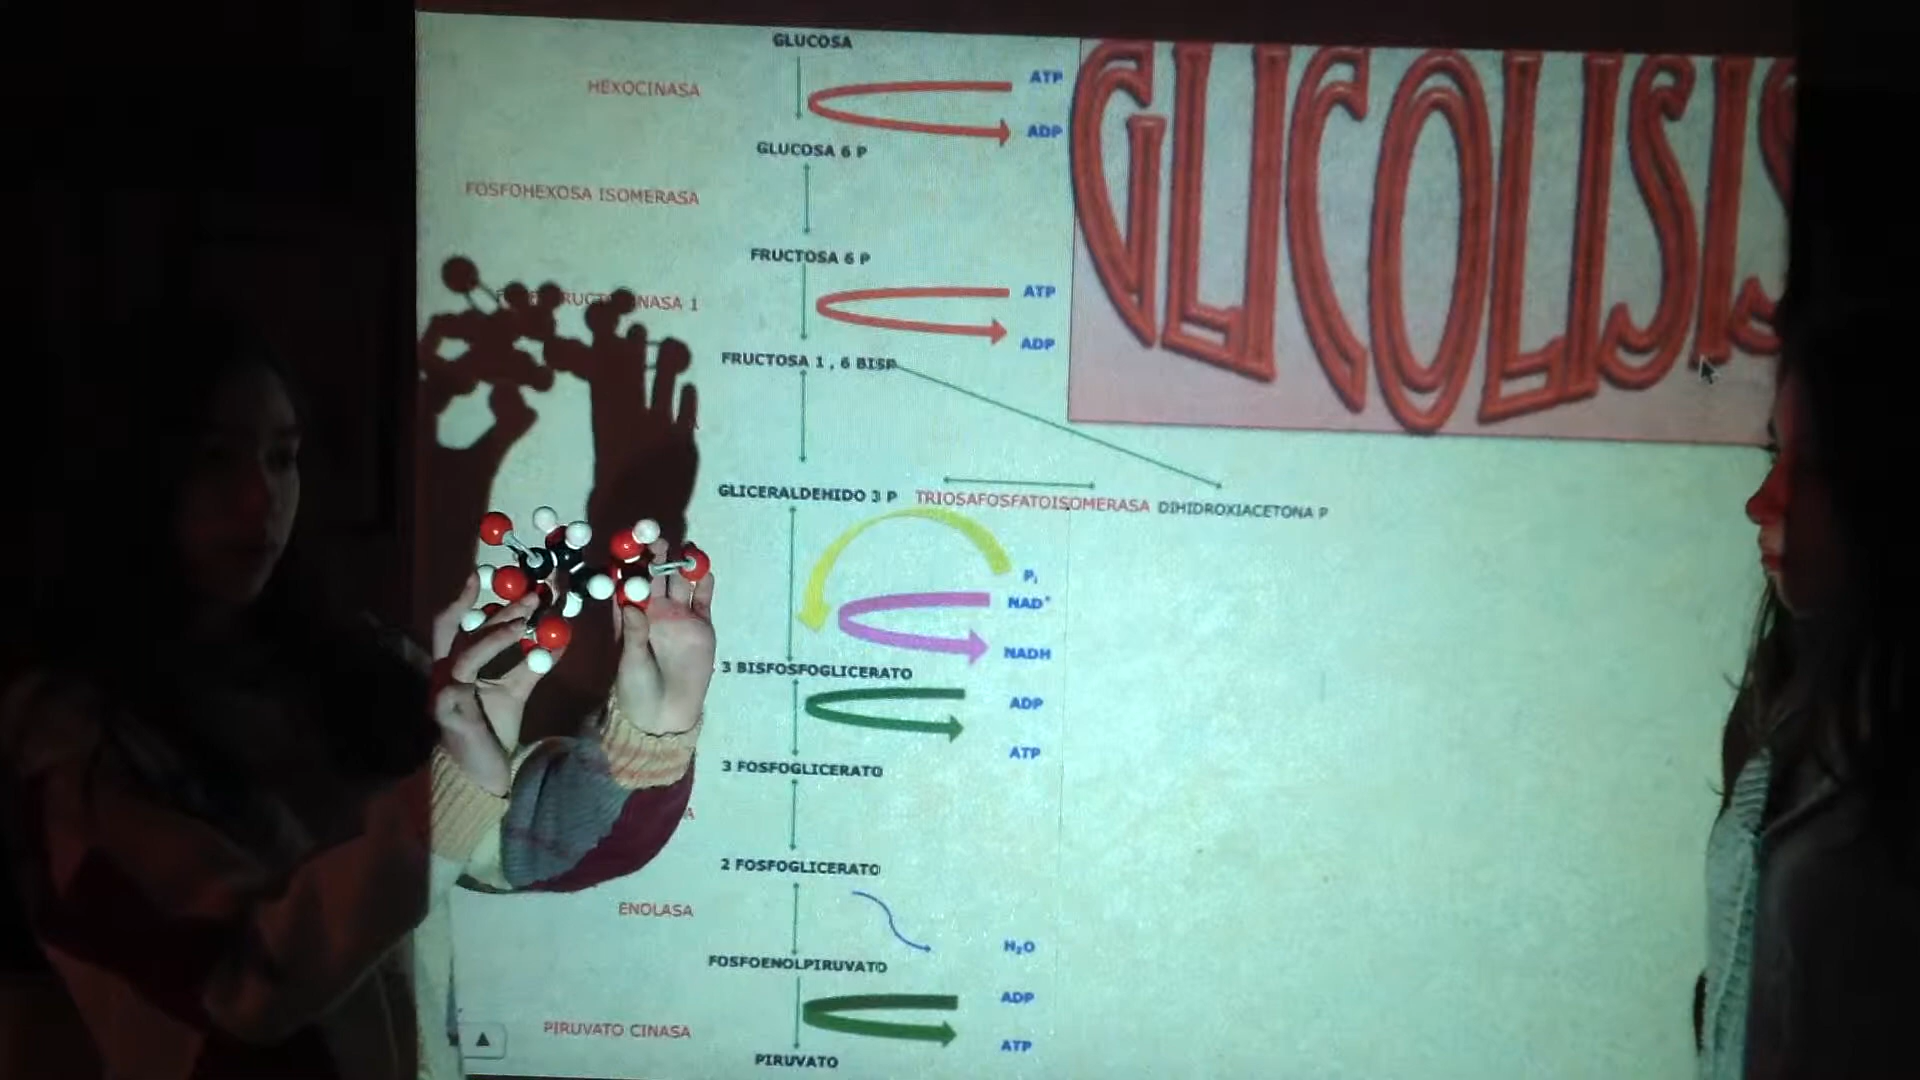 GLUCOSA
HEXOCINASA
ATP
ADP
GLUCOSA 6 P
FOSFOHEXOSA ISOMERASA
FRUCTOSA 6 P
NASA 1
ATP
ADP
FRUCTOSA 1 , 6 BISP
GLICERALDEHIDO 3 P
TRIOSAFOSFATOISOMERASA
DIHIDROXIACETONA P
Pi
NAD+
NADH
3 BISFOSFOGLICERATO
ADP
ATP
3 FOSFOGLICERATO
2 FOSFOGLICERATO
ENOLASA
H₂O
FOSFOENOLPIRUVATO
ADP
PIRUVATO CINASA
ATP
PIRUVATO
GLICOLISIS